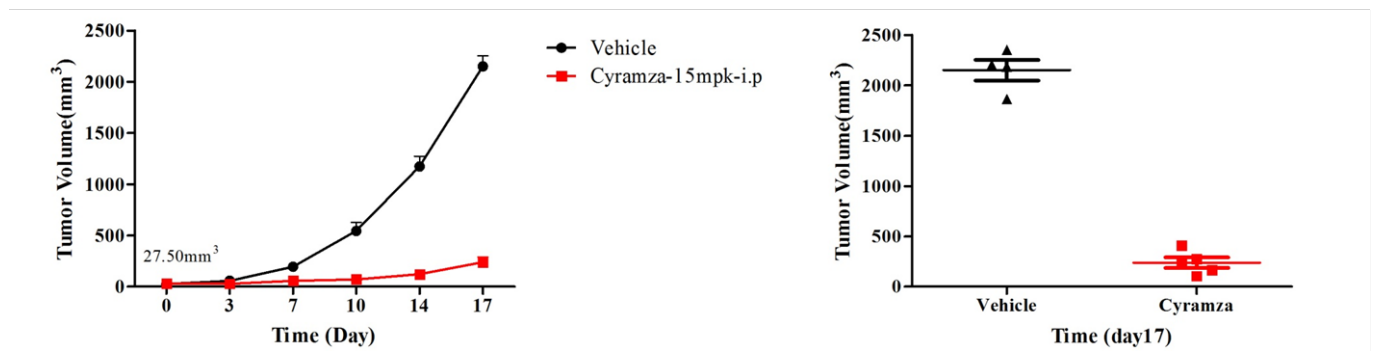 2500
2000
1500
1000
500
0
Tumor Volume(mm³)
27.50mm³
0 3 7 10 14 17
Time (Day)
Vehicle
Cyramza-15mpk-i.p
2500
2000
1500
1000
500
0
Tumor Volume(mm³)
Vehicle Cyramza
Time (day17)